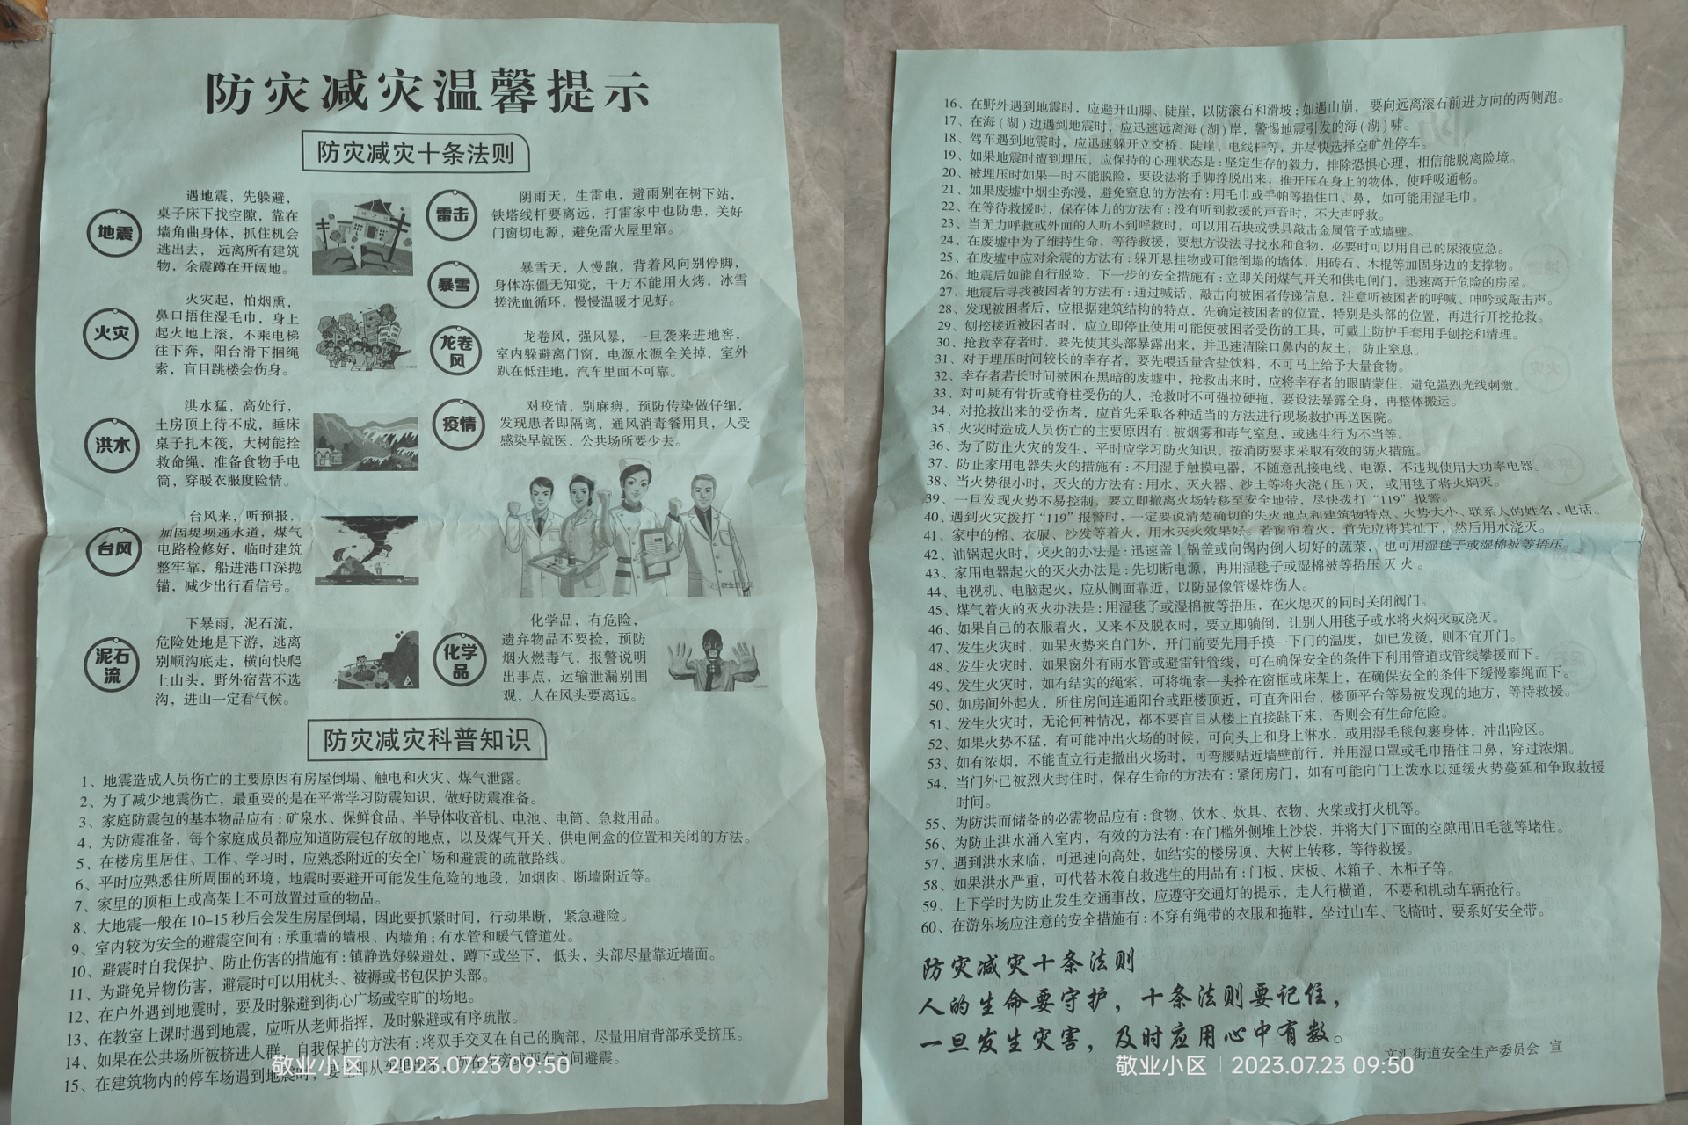 防灾减灾温馨提示
防灾减灾十条法则
地震
遇地震，先躲避，
桌子床下找空隙，靠在
墙角曲身体，抓住机会
逃出去，远离所有建筑
物，余震蹲在开阔地。
火灾
火灾起，怕烟熏，
鼻口捂住湿毛巾，身上
起火地上滚，不乘电梯
往下奔，阳台滑下捆绳
索，盲目跳楼会伤身。
洪水
洪水猛，高处行，
土房顶上待不成，睡床
桌子扎木筏，大树能拴
救命绳，准备食物手电
筒，穿暖衣服度险情。
台风
台风来，听预报，
加固堤坝通水道，煤气
电路检修好，临时建筑
整牢靠，船进港口深抛
锚，减少出行看信号。
泥石
流
下暴雨，泥石流，
危险处地是下游，逃离
别顺沟底走，横向快爬
上山头，野外宿营不选
沟，进山一定看气候。
雷击
阴雨天，生雷电，避雨别在树下站，
铁塔线杆要离远，打雷家中也防患，关好
门窗切电源，避免雷火屋里窜。
暴雪
暴雪天，人慢跑，背着风向别停脚，
身体冻僵无知觉，千万不能用火烤，冰雪
搓洗血循环，慢慢温暖才见好。
龙卷
风
龙卷风，强风暴，一旦袭来进地窖，
室内躲避离门窗，电源水源全关掉，室外
趴在低洼地，汽车里面不可靠。
疫情
对疫情，别麻痹，预防传染做仔细，
发现患者即隔离，通风消毒餐用具，人受
感染早就医，公共场所要少去。
化学
品
化学品，有危险，
遗弃物品不要捡，预防
烟火燃毒气，报警说明
出事点，运输泄漏别围
观，人在风头要离远。
防灾减灾科普知识
1、地震造成人员伤亡的主要原因有房屋倒塌、触电和火灾、煤气泄露。
2、为了减少地震伤亡，最重要的是在平常学习防震知识，做好防震准备。
3、家庭防震包的基本物品应有：矿泉水、保鲜食品、半导体收音机、电池、电筒、急救用品。
4、为防震准备，每个家庭成员都应知道防震包存放的地点，以及煤气开关、供电闸盒的位置和关闭的方法。
5、在楼房里居住、工作、学习时，应熟悉附近的安全广场和避震的疏散路线。
6、平时应熟悉住所周围的环境，地震时要避开可能发生危险的地段，如烟囱、断墙附近等。
7、家里的顶柜上或高架上不可放置过重的物品。
8、大地震一般在10-15秒后会发生房屋倒塌，因此要抓紧时间，行动果断，紧急避险。
9、室内较为安全的避震空间有：承重墙的墙根、内墙角；有水管和暖气管道处。
10、避震时自我保护、防止伤害的措施有：镇静选好躲避处，蹲下或坐下，低头，头部尽量靠近墙面。
11、为避免异物伤害，避震时可以用枕头、被褥或书包保护头部。
12、在户外遇到地震时，要及时躲避到街心广场或空旷的场地。
13、在教室上课时遇到地震，应听从老师指挥，及时躲避或有序疏散。
14、如果在公共场所被挤进人群，自我保护的方法有：将双手交叉在自己的胸部，尽量用肩背部承受挤压。
15、在建筑物内的停车场遇到地震时，要立即从车
间避震。
敬业小区 2023.07.23 09:50
16、在野外遇到地震时，应避开山脚、陡崖，以防滚石和滑坡；如遇山崩，要向远离滚石前进方向的两侧跑。
17、在海（湖）边遇到地震时，应迅速远离海（湖）岸，警惕地震引发的海（湖）啸。
18、驾车遇到地震时，应迅速躲开立交桥、陡崖、电线杆等，并尽快选择空旷处停车。
19、如果地震时遭到埋压，应保持的心理状态是：坚定生存的毅力，排除恐惧心理，相信能脱离险境。
20、被埋压时如果一时不能脱险，要设法将手脚挣脱出来，推开压在身上的物体，使呼吸通畅。
21、如果废墟中烟尘弥漫，避免窒息的方法有：用毛巾或手帕等捂住口、鼻，如可能用湿毛巾。
22、在等待救援时，保存体力的方法有：没有听到救援的声音时，不大声呼救。
23、当无力呼救或外面的人听不到呼救时，可以用石块或铁具敲击金属管子或墙壁。
24、在废墟中为了维持生命，等待救援，要想方设法寻找水和食物，必要时可以用自己的尿液应急。
25、在废墟中应对余震的方法有：躲开悬挂物或可能倒塌的墙体，用砖石、木棍等加固身边的支撑物。
26、地震后如能自行脱险，下一步的安全措施有：立即关闭煤气开关和供电闸门，迅速离开危险的房屋。
27、地震后寻找被困者的方法有：通过喊话、敲击向被困者传递信息，注意听被困者的呼喊、呻吟或敲击声。
28、发现被困者后，应根据建筑结构的特点，先确定被困者的位置，特别是头部的位置，再进行开挖抢救。
29、刨挖接近被困者时，应立即停止使用可能使被困者受伤的工具，可戴上防护手套用手刨挖和清理。
30、抢救幸存者时，要先使其头部暴露出来，并迅速清除口鼻内的灰土，防止窒息。
31、对于埋压时间较长的幸存者，要先喂适量含盐饮料，不可马上给予大量食物。
32、幸存者若长时间被困在黑暗的废墟中，抢救出来时，应将幸存者的眼睛蒙住，避免强烈光线刺激。
33、对可疑有骨折或脊柱受伤的人，抢救时不可强拉硬拖，要设法暴露全身，再整体搬运。
34、对抢救出来的受伤者，应首先采取各种适当的方法进行现场救护再送医院。
35、火灾时造成人员伤亡的主要原因有：被烟雾和毒气窒息，或逃生行为不当等。
36、为了防止火灾的发生，平时应学习防火知识，按消防要求采取有效的防火措施。
37、防止家用电器失火的措施有：不用湿手触摸电器，不随意乱接电线、电源，不违规使用大功率电器。
38、当火势很小时，灭火的方法有：用水、灭火器、沙土等将火浇（压）灭，或用毯子将火焖灭。
39、一旦发现火势不易控制，要立即撤离火场转移至安全地带，尽快拨打“119”报警。
40、遇到火灾拨打“119”报警时，一定要说清楚确切的失火地点和建筑物特点、火势大小、联系人的姓名、电话。
41、家中的棉、衣服、沙发等着火，用水灭火效果好。若窗帘着火，首先应将其扯下，然后用水浇灭。
42、油锅起火时，灭火的办法是：迅速盖上锅盖或向锅内倒入切好的蔬菜，也可用湿毯子或湿棉被等捂压。
43、家用电器起火的灭火办法是：先切断电源，再用湿毯子或湿棉被等捂压灭火。
44、电视机、电脑起火，应从侧面靠近，以防显像管爆炸伤人。
45、煤气着火的灭火办法是：用湿毯子或湿棉被等捂压，在火熄灭的同时关闭阀门。
46、如果自己的衣服着火，又来不及脱衣时，要立即躺倒，让别人用毯子或水将火焖灭或浇灭。
47、发生火灾时，如果火势来自门外，开门前要先用手摸一下门的温度，如已发烫，则不宜开门。
48、发生火灾时，如果窗外有雨水管或避雷针管线，可在确保安全的条件下利用管道或管线攀援而下。
49、发生火灾时，如有结实的绳索，可将绳索一头拴在窗框或床架上，在确保安全的条件下缓慢攀绳而下。
50、如房间外起火，所住房间连通阳台或距楼顶近，可直奔阳台、楼顶平台等易被发现的地方，等待救援。
51、发生火灾时，无论何种情况，都不要盲目从楼上直接跳下来，否则会有生命危险。
52、如果火势不猛，有可能冲出火场的时候，可向头上和身上淋水，或用湿毛毯包裹身体，冲出险区。
53、如有浓烟，不能直立行走撤出火场时，可弯腰贴近墙壁前行，并用湿口罩或毛巾捂住口鼻，穿过浓烟。
54、当门外已被烈火封住时，保存生命的方法有：紧闭房门，如有可能向门上泼水以延缓火势蔓延和争取救援
时间。
55、为防洪而储备的必需物品应有：食物、饮水、炊具、衣物、火柴或打火机等。
56、为防止洪水涌入室内，有效的方法有：在门槛外侧堆上沙袋，并将大门下面的空隙用旧毛毯等堵住。
57、遇到洪水来临，可迅速向高处，如结实的楼房顶、大树上转移，等待救援。
58、如果洪水严重，可代替木筏自救逃生的用品有：门板、床板、木箱子、木柜子等。
59、上下学时为防止发生交通事故，应遵守交通灯的提示，走人行横道，不要和机动车辆抢行。
60、在游乐场应注意的安全措施有：不穿有绳带的衣服和拖鞋，坐过山车、飞椅时，要系好安全带。
防灾减灾十条法则
人的生命要守护，十条法则要记住，
一旦发生灾害，及时应用心中有数。
文汇街道安全生产委员会 宣
敬业小区 2023.07.23 09:50